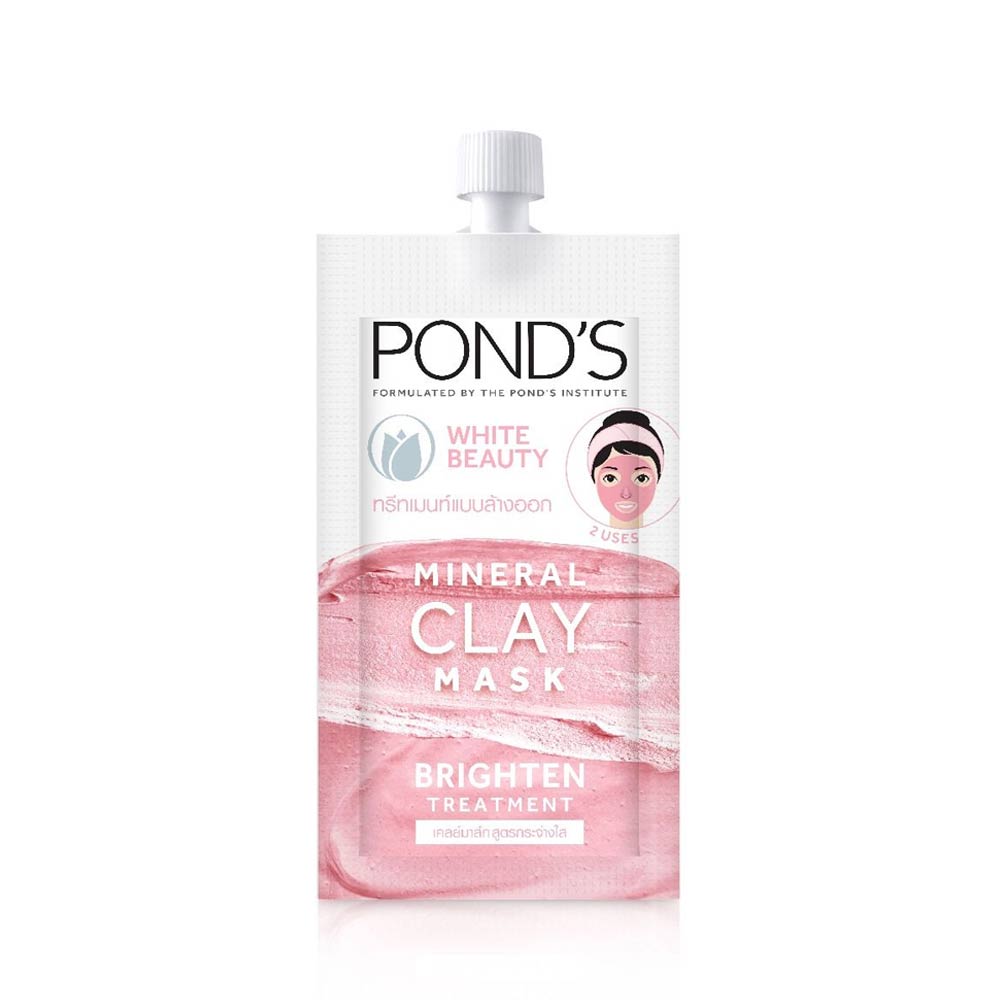 POND'S
FORMULATED BY THE POND'S INSTITUTE
WHITE
BEAUTY
ทรีทเมนท์แบบล้างออก
2 USES
MINERAL
CLAY
MASK
BRIGHTEN
TREATMENT
เคลย์มาส์ก สูตรกระจ่างใส